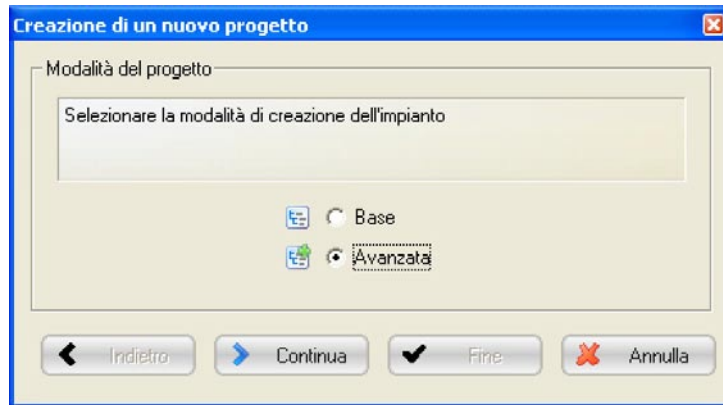 Creazione di un nuovo progetto
Modalità del progetto
Selezionare la modalità di creazione dell'impianto
Base
Avanzata
Indietro Continua Fine Annulla